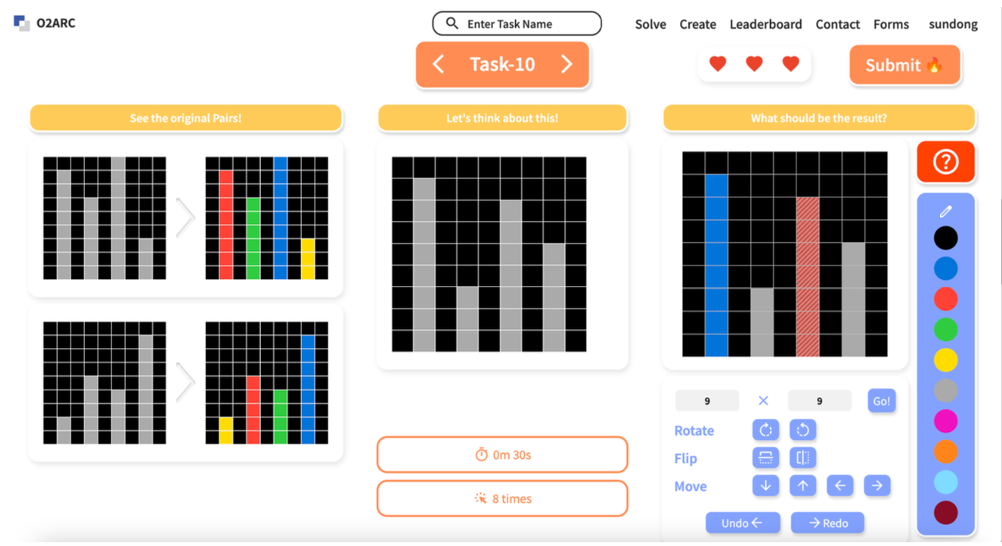 O2ARC
Enter Task Name
Solve Create Leaderboard Contact Forms sundong
Task-10
Submit
See the original Pairs!
Let's think about this!
What should be the result?
9 × 9 Go!
Rotate
Flip
Move
0m 30s
8 times
Undo Redo